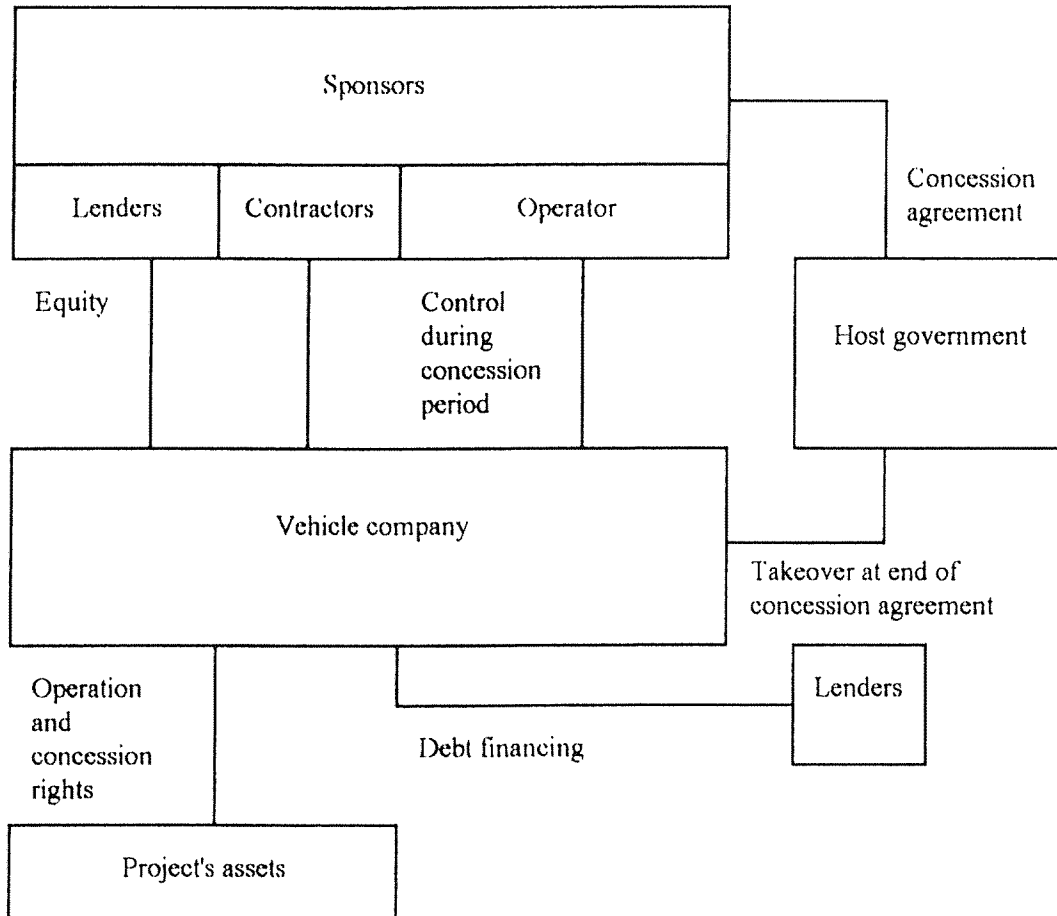 Sponsors
Lenders
Contractors
Operator
Concession
agreement
Equity
Control
during
concession
period
Host government
Vehicle company
Takeover at end of
concession agreement
Operation
and
concession
rights
Lenders
Debt financing
Project's assets